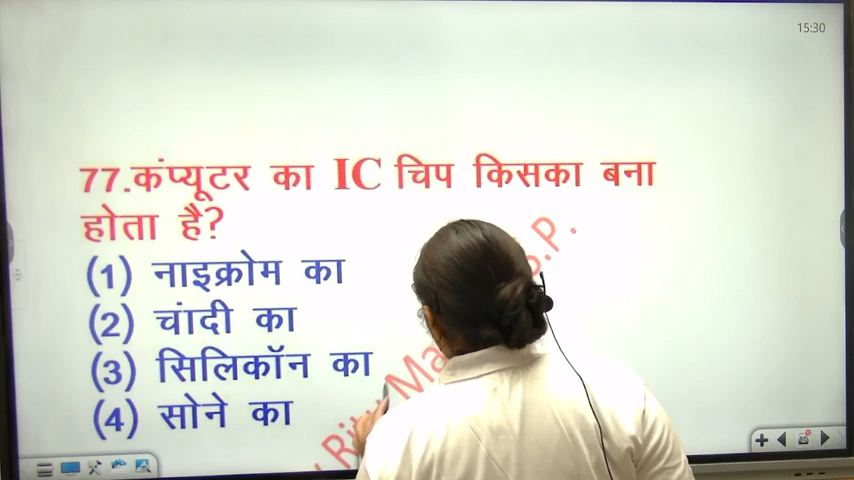 15:30
77.कंप्यूटर का IC चिप किसका बना
होता है?
(1) नाइक्रोम का
(2) चांदी का
(3) सिलिकॉन का
(4) सोने का